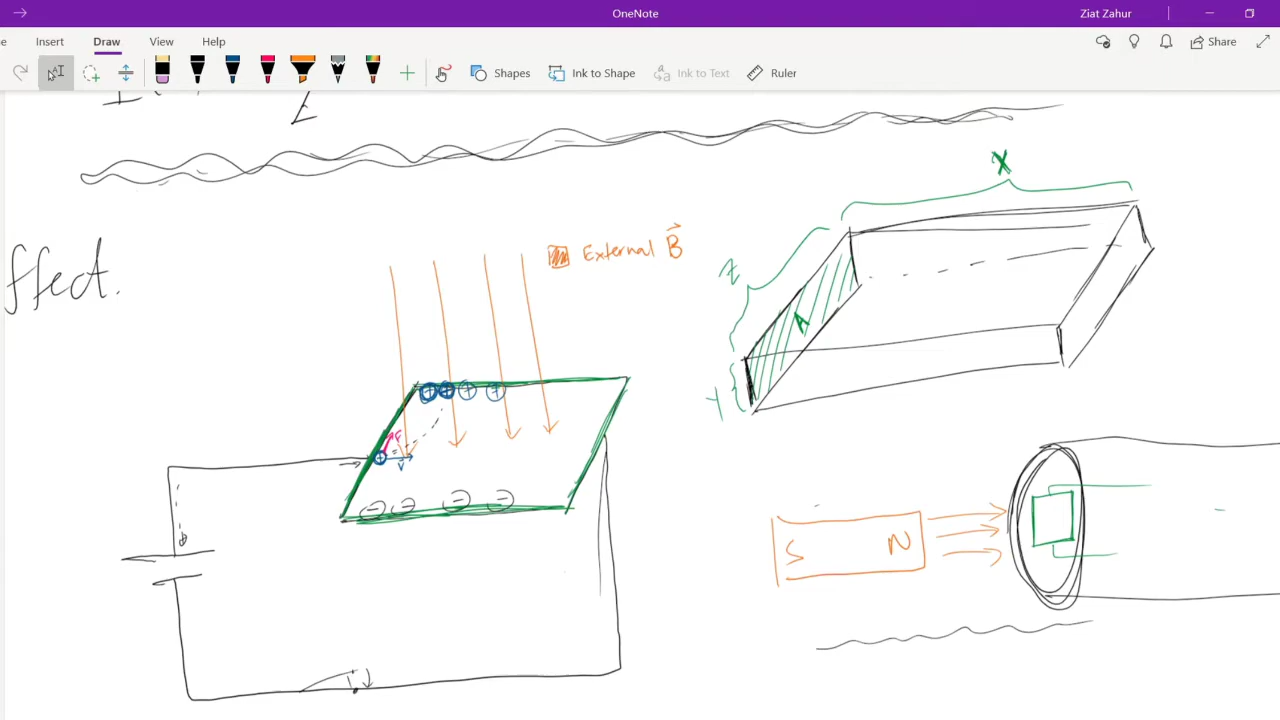 OneNote
Ziat Zahur
Insert Draw View Help
Share
Shapes Ink to Shape Ink to Text Ruler
X
ffect.
External B
Z
A
Y
F
v
+ + + +
+
- - - -
S N